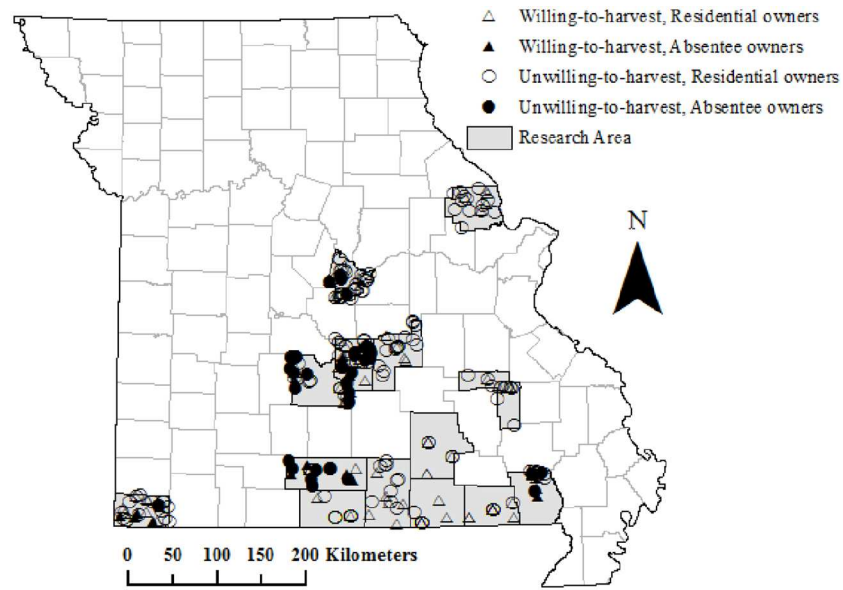 Willing-to-harvest, Residential owners
Willing-to-harvest, Absentee owners
Unwilling-to-harvest, Residential owners
Unwilling-to-harvest, Absentee owners
Research Area
N
0 50 100 150 200 Kilometers